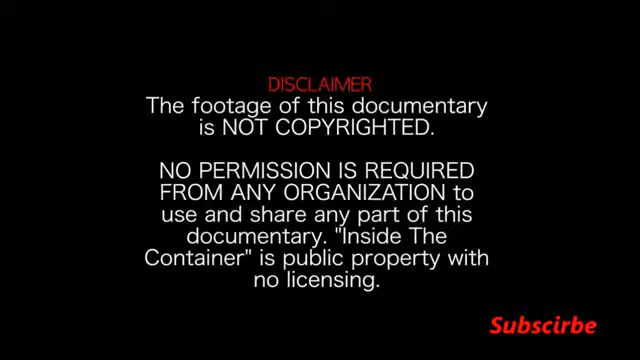 DISCLAIMER
The footage of this documentary
is NOT COPYRIGHTED.
NO PERMISSION IS REQUIRED
FROM ANY ORGANIZATION to
use and share any part of this
documentary. "Inside The
Container" is public property with
no licensing.
Subscirbe